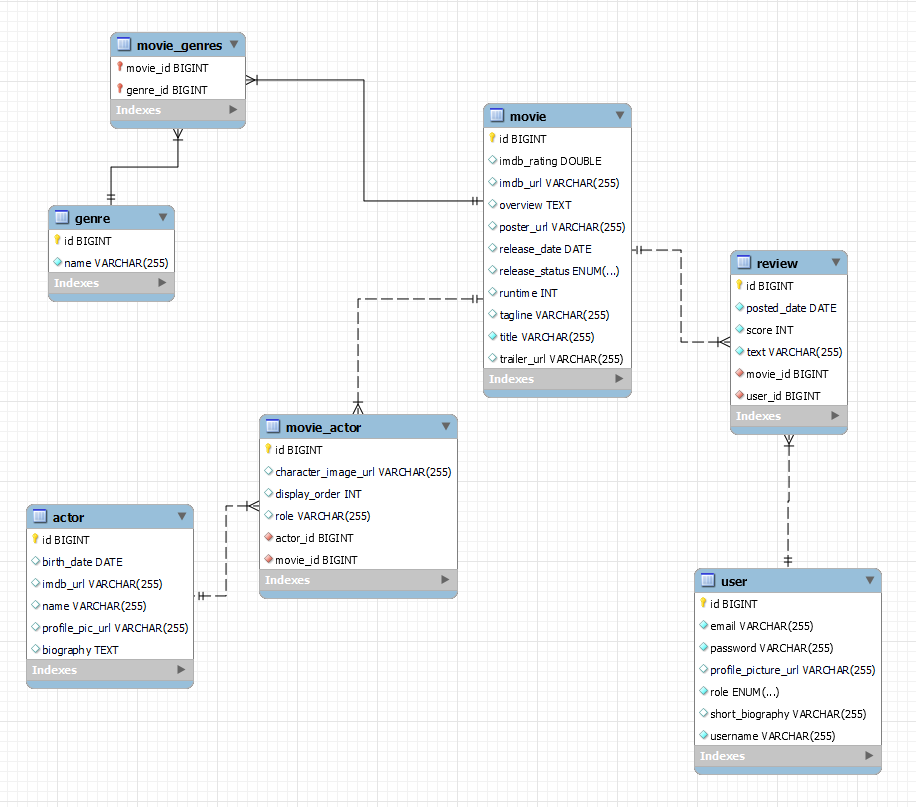 movie_genres
movie_id BIGINT
genre_id BIGINT
Indexes
genre
id BIGINT
name VARCHAR(255)
Indexes
movie
id BIGINT
imdb_rating DOUBLE
imdb_url VARCHAR(255)
overview TEXT
poster_url VARCHAR(255)
release_date DATE
release_status ENUM(...)
runtime INT
tagline VARCHAR(255)
title VARCHAR(255)
trailer_url VARCHAR(255)
Indexes
review
id BIGINT
posted_date DATE
score INT
text VARCHAR(255)
movie_id BIGINT
user_id BIGINT
Indexes
movie_actor
id BIGINT
character_image_url VARCHAR(255)
display_order INT
role VARCHAR(255)
actor_id BIGINT
movie_id BIGINT
Indexes
actor
id BIGINT
birth_date DATE
imdb_url VARCHAR(255)
name VARCHAR(255)
profile_pic_url VARCHAR(255)
biography TEXT
Indexes
user
id BIGINT
email VARCHAR(255)
password VARCHAR(255)
profile_picture_url VARCHAR(255)
role ENUM(...)
short_biography VARCHAR(255)
username VARCHAR(255)
Indexes